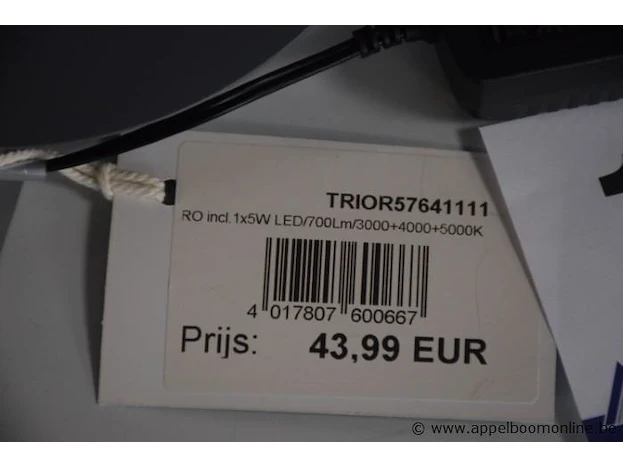 TRIOR57641111
RO incl.1x5W LED/700Lm/3000+4000+5000K
4 017807 600667
Prijs: 43,99 EUR
© www.appelboomonline.be